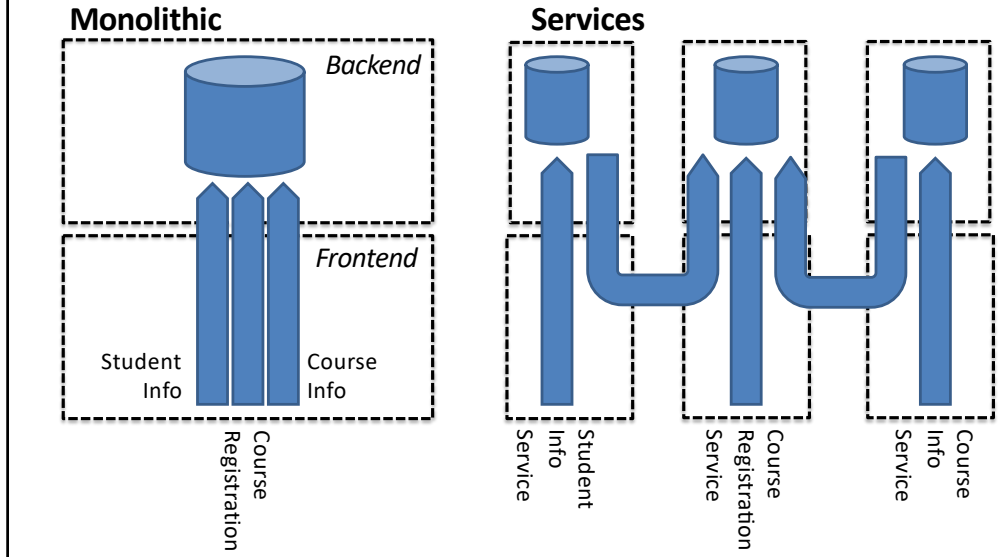 Monolithic
Services
Backend
Frontend
Student
Info
Course
Info
Course
Registration
Student
Info
Service
Course
Registration
Service
Course
Info
Service